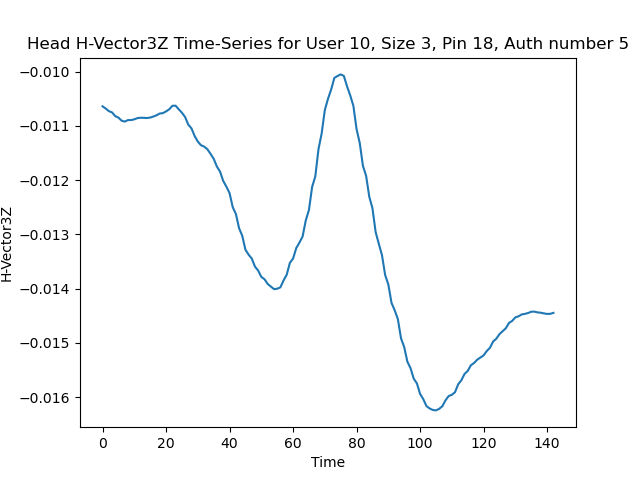 Head H-Vector3Z Time-Series for User 10, Size 3, Pin 18, Auth number 5
−0.010
−0.011
−0.012
−0.013
−0.014
−0.015
−0.016
H-Vector3Z
0 20 40 60 80 100 120 140
Time